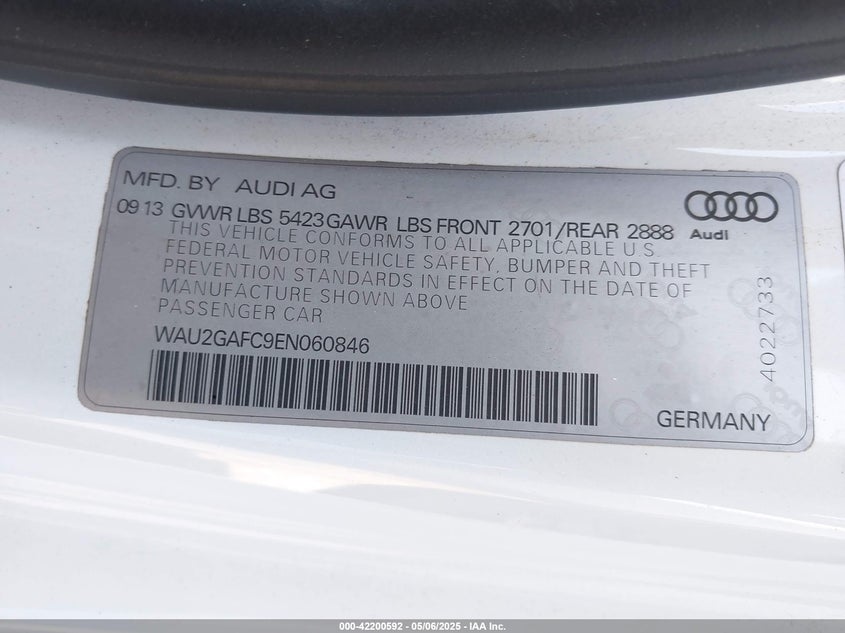 MFD. BY AUDI AG
Audi
09 13 GVWR LBS 5423 GAWR LBS FRONT 2701/REAR 2888
THIS VEHICLE CONFORMS TO ALL APPLICABLE U.S.
FEDERAL MOTOR VEHICLE SAFETY, BUMPER AND THEFT
PREVENTION STANDARDS IN EFFECT ON THE DATE OF
MANUFACTURE SHOWN ABOVE
PASSENGER CAR
WAU2GAFC9EN060846
4022733
GERMANY
000-42200592 - 05/06/2025 - IAA Inc.